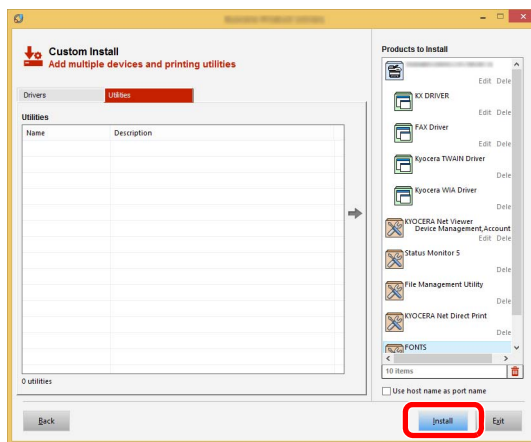 Custom Install
Add multiple devices and printing utilities
Drivers
Utilities
Utilities
Name
Description
0 utilities
Products to Install
Edit Dele
KX DRIVER
Edit Dele
FAX Driver
Edit Dele
Kyocera TWAIN Driver
Dele
Kyocera WIA Driver
Dele
KYOCERA Net Viewer
Device Management,Account
Edit Dele
Status Monitor 5
Dele
File Management Utility
Dele
KYOCERA Net Direct Print
Dele
FONTS
10 items
Use host name as port name
Back
Install
Exit